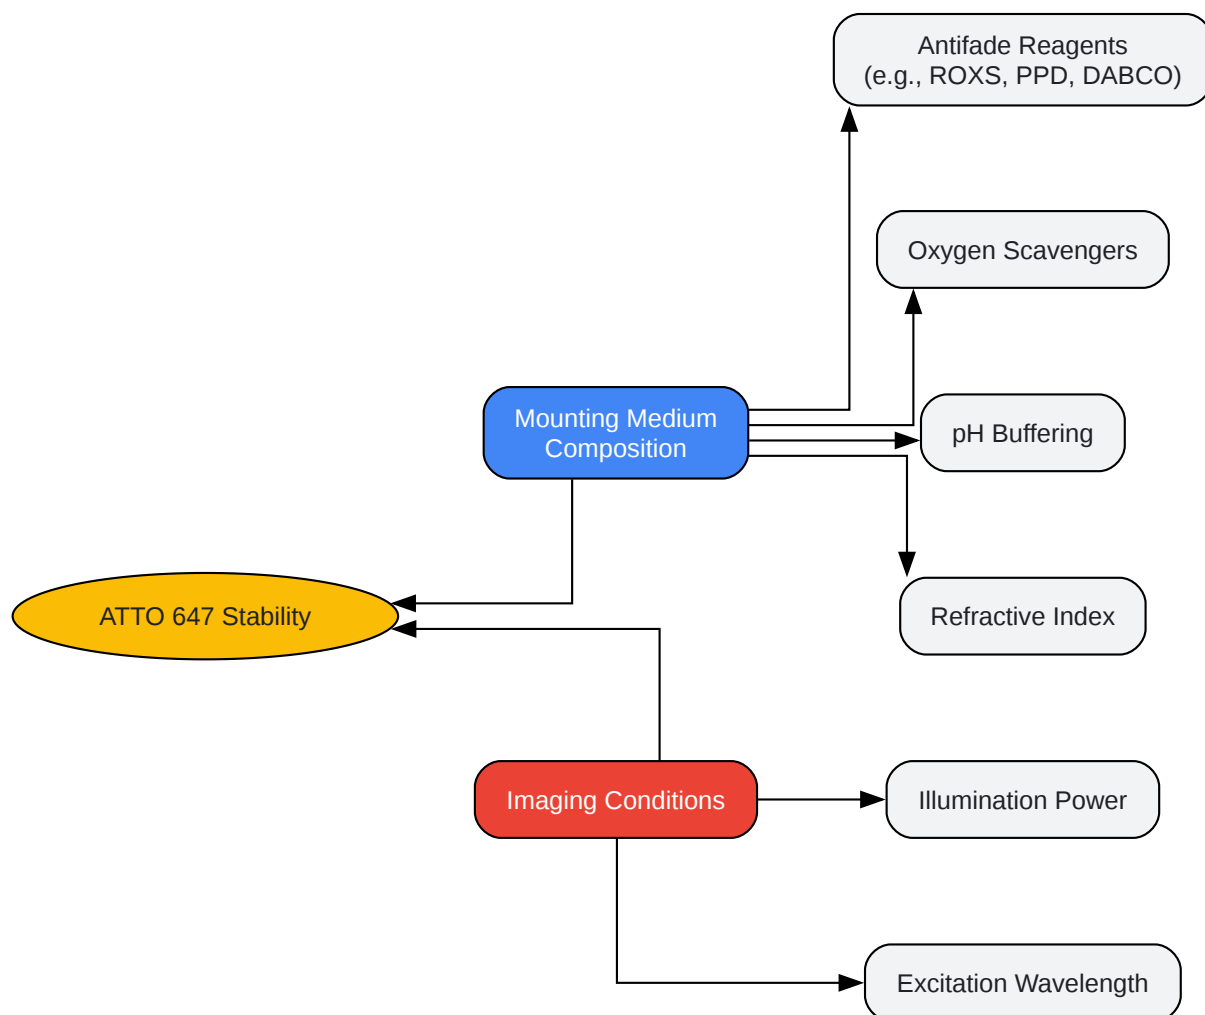 Antifade Reagents
(e.g., ROXS, PPD, DABCO)
Oxygen Scavengers
Mounting Medium
Composition
pH Buffering
ATTO 647 Stability
Refractive Index
Imaging Conditions
Illumination Power
Excitation Wavelength